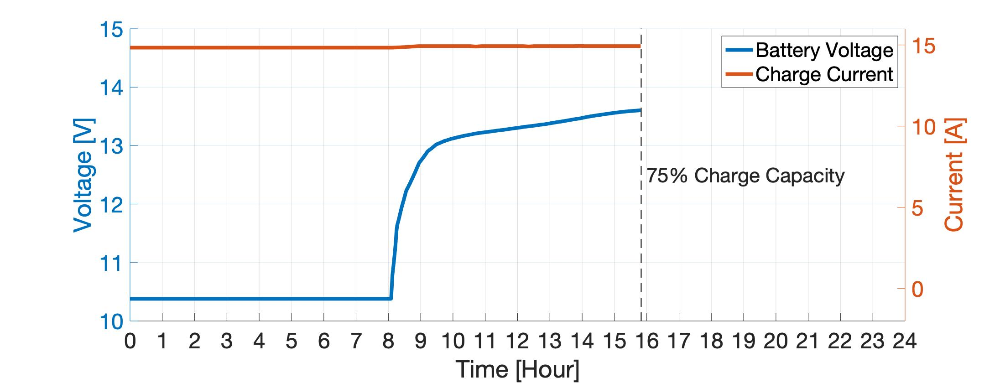 15
14
13
12
11
10
Voltage [V]
Battery Voltage
Charge Current
75% Charge Capacity
15
10
5
0
Current [A]
0 1 2 3 4 5 6 7 8 9 10 11 12 13 14 15 16 17 18 19 20 21 22 23 24
Time [Hour]